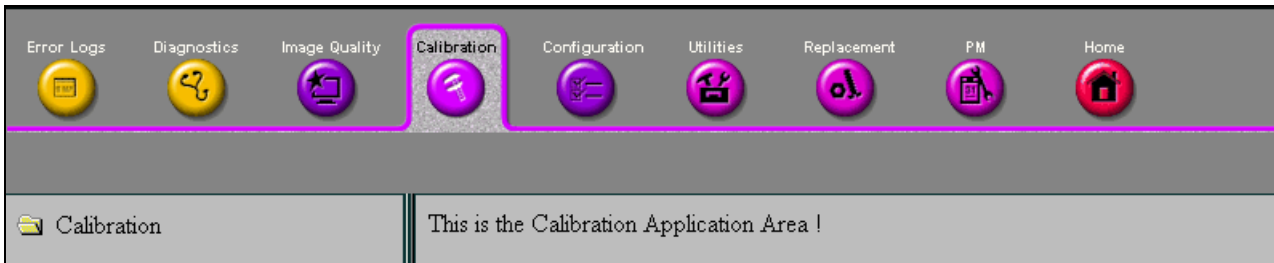 Error Logs Diagnostics Image Quality Calibration Configuration Utilities Replacement PM Home
Calibration
This is the Calibration Application Area !